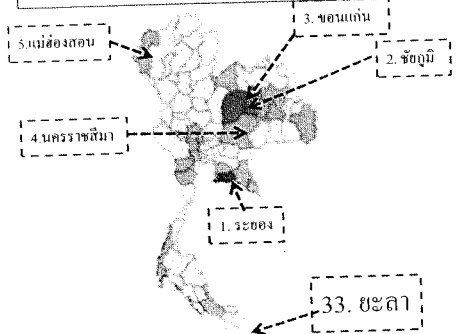 3. ขอนแก่น
5.แม่ฮ่องสอน
2. ชัยภูมิ
4.นครราชสีมา
1. ระยอง
33. ยะลา